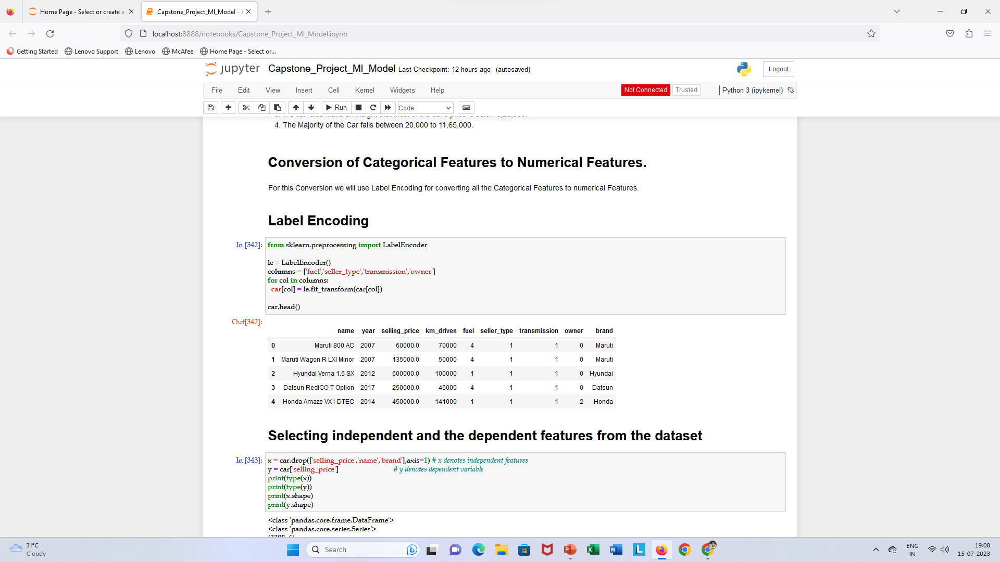 Home Page - Select or create a
Capstone_Project_Ml_Model - J
localhost:8888/notebooks/Capstone_Project_Ml_Model.ipynb
Getting Started
Lenovo Support
Lenovo
McAfee
Home Page - Select or...
jupyter
Capstone_Project_Ml_Model Last Checkpoint: 12 hours ago (autosaved)
Logout
File Edit View Insert Cell Kernel Widgets Help
Not Connected
Trusted
Python 3 (ipykernel)
Run
Code
4. The Majority of the Car falls between 20,000 to 11,65,000.
Conversion of Categorical Features to Numerical Features.
For this Conversion we will use Label Encoding for converting all the Categorical Features to numerical Features.
Label Encoding
In [342]:
from sklearn.preprocessing import LabelEncoder
le = LabelEncoder()
columns = ['fuel','seller_type','transmission','owner']
for col in columns:
car[col] = le.fit_transform(car[col])
car.head()
Out[342]:
name year selling_price km_driven fuel seller_type transmission owner brand
0 Maruti 800 AC 2007 60000.0 70000 4 1 1 0 Maruti
1 Maruti Wagon R LXI Minor 2007 135000.0 50000 4 1 1 0 Maruti
2 Hyundai Verna 1.6 SX 2012 600000.0 100000 1 1 1 0 Hyundai
3 Datsun RediGO T Option 2017 250000.0 46000 4 1 1 0 Datsun
4 Honda Amaze VX i-DTEC 2014 450000.0 141000 1 1 1 2 Honda
Selecting independent and the dependent features from the dataset
In [343]:
x = car.drop(['selling_price','name','brand'],axis=1) # x denotes independent features
y = car['selling_price'] # y denotes dependent variable
print(type(x))
print(type(y))
print(x.shape)
print(y.shape)
<class 'pandas.core.frame.DataFrame'>
<class 'pandas.core.series.Series'>
31°C
Cloudy
Search
ENG
IN
19:08
15-07-2023